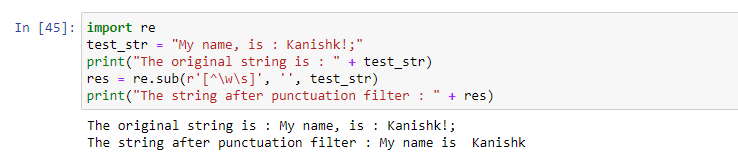 In [45]: import re
test_str = "My name, is : Kanishk!;"
print("The original string is : " + test_str)
res = re.sub(r'[^\w\s]', '', test_str)
print("The string after punctuation filter : " + res)
The original string is : My name, is : Kanishk!;
The string after punctuation filter : My name is  Kanishk